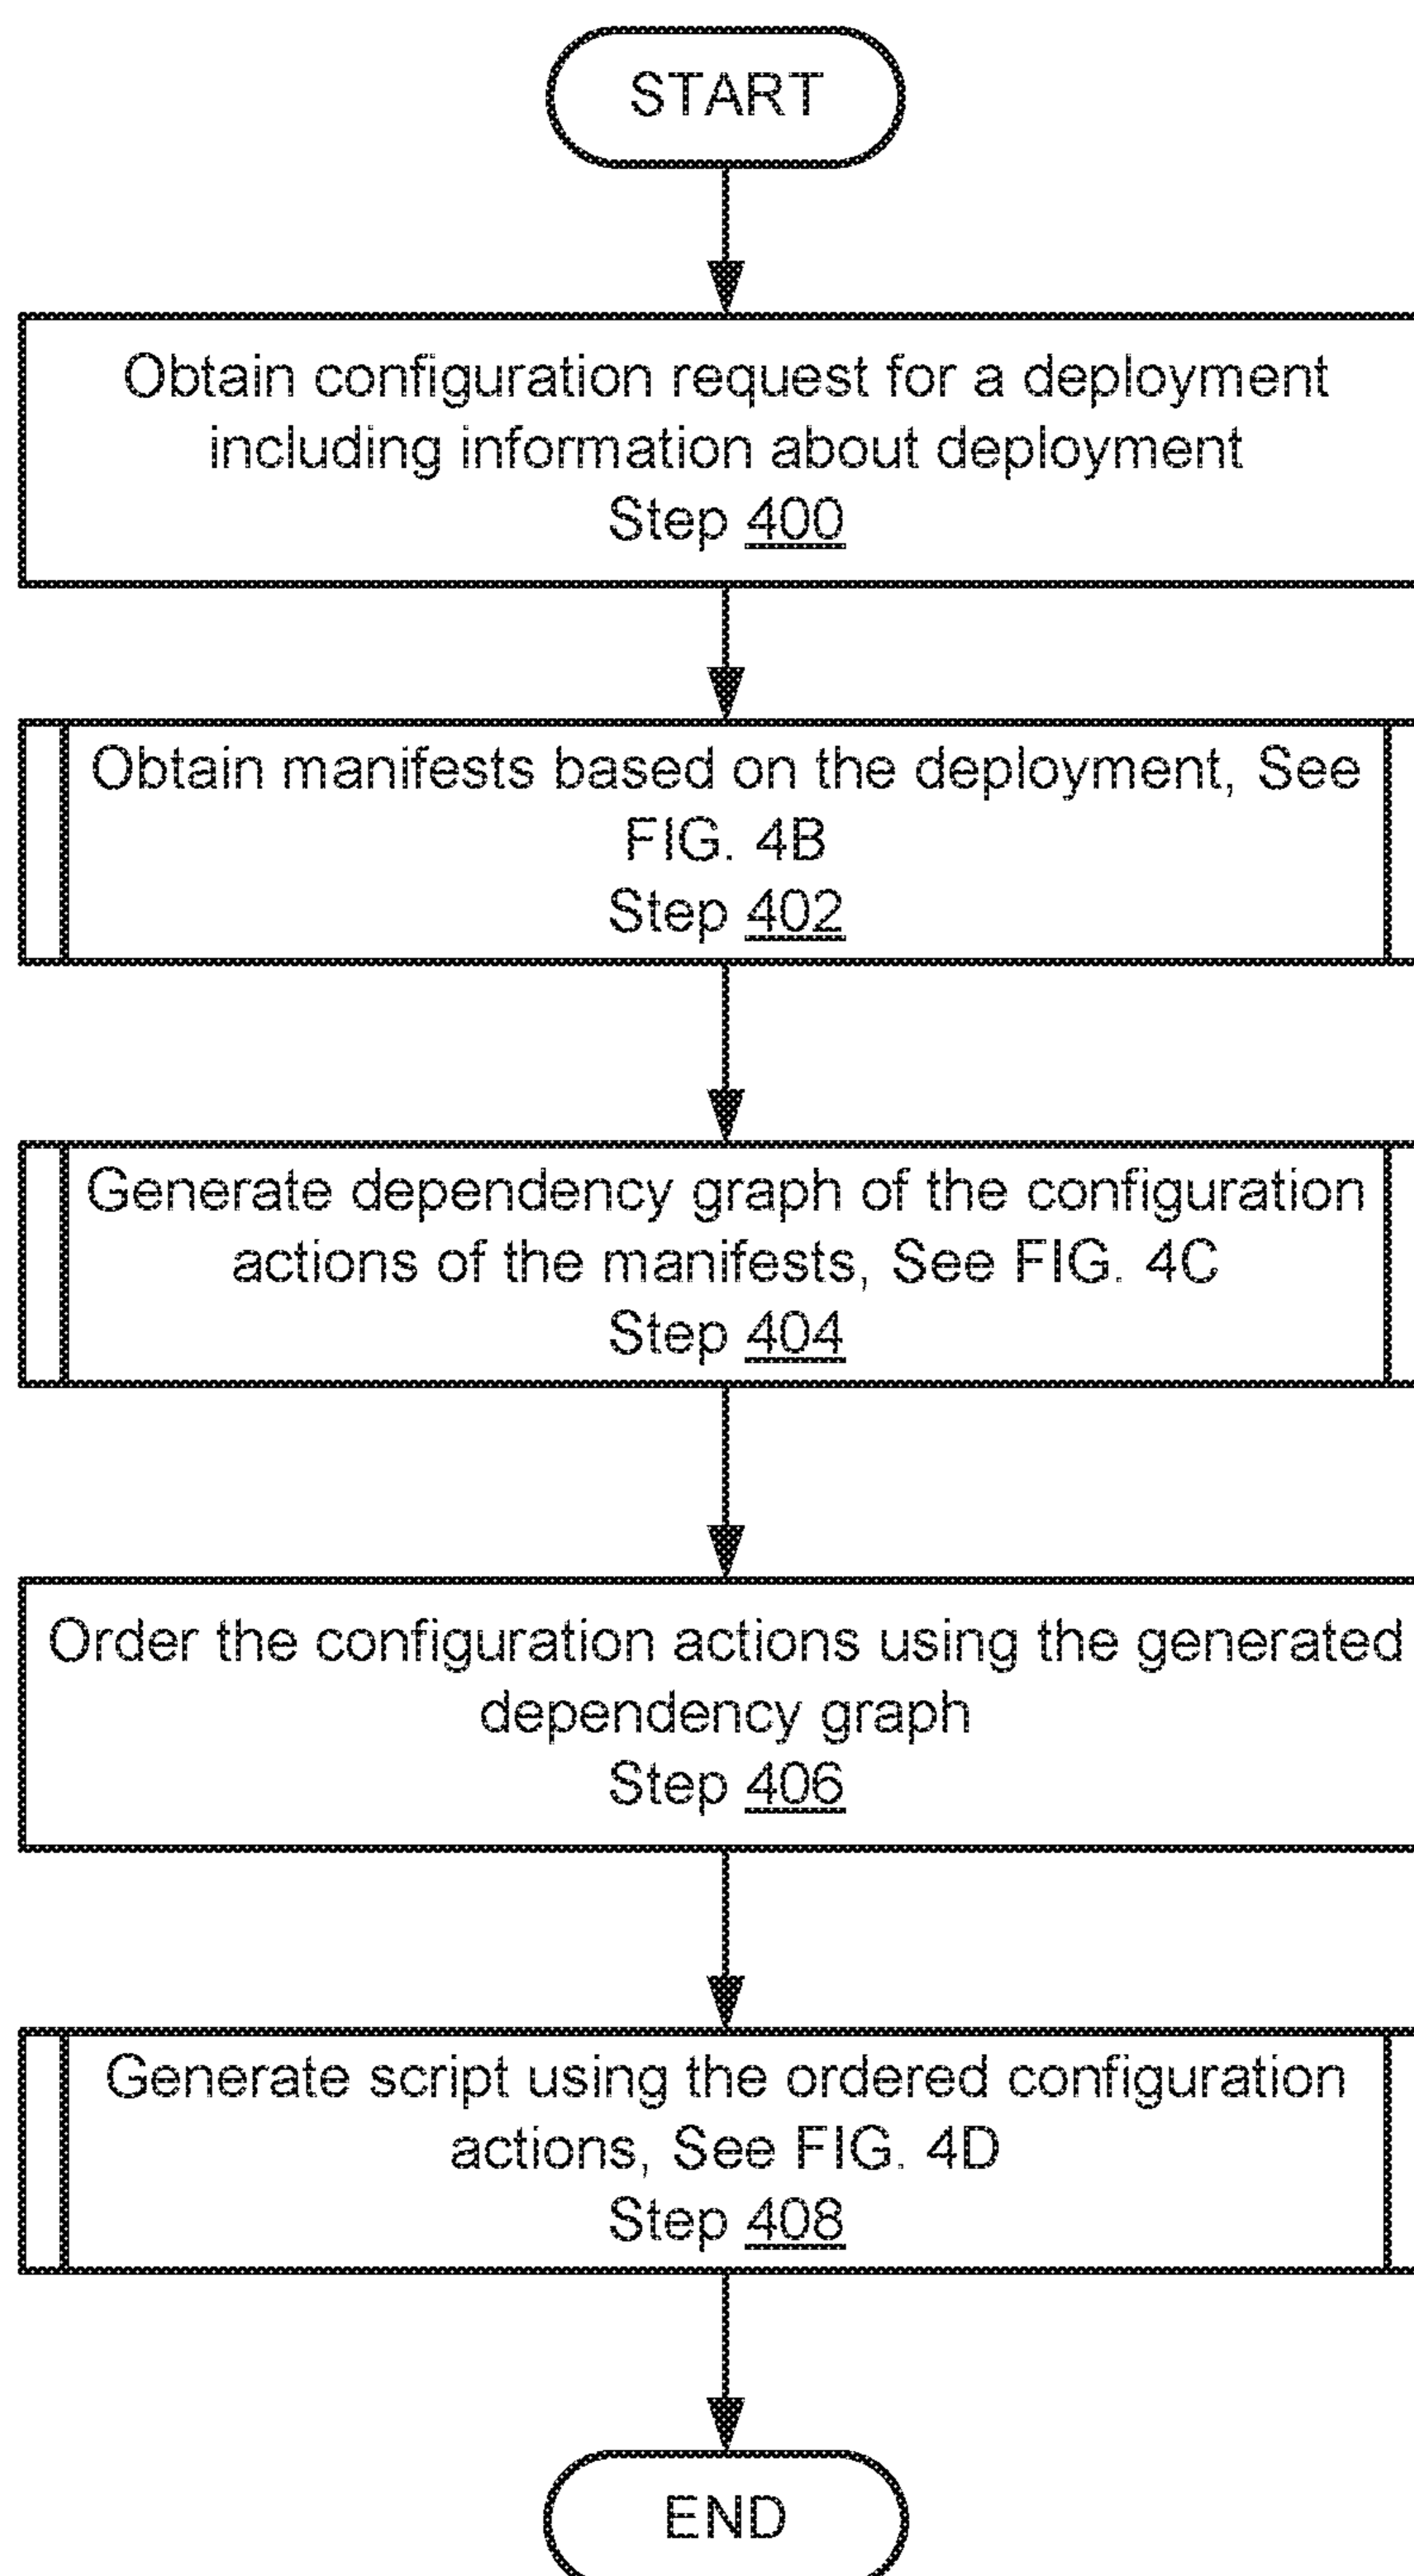 START
Obtain configuration request for a deployment
including information about deployment
Step 400
Obtain manifests based on the deployment, See
FIG. 4B
Step 402
Generate dependency graph of the configuration
actions of the manifests, See FIG. 4C
Step 404
Order the configuration actions using the generated
dependency graph
Step 406
Generate script using the ordered configuration
actions, See FIG. 4D
Step 408
END